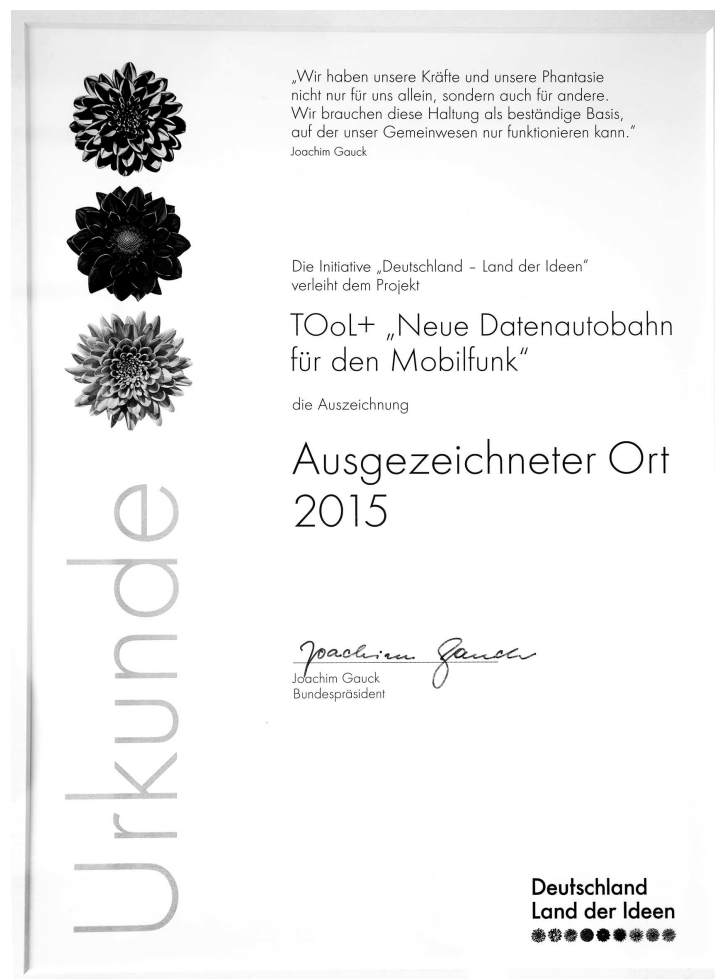 „Wir haben unsere Kräfte und unsere Phantasie
nicht nur für uns allein, sondern auch für andere.
Wir brauchen diese Haltung als beständige Basis,
auf der unser Gemeinwesen nur funktionieren kann.“
Joachim Gauck
Die Initiative „Deutschland – Land der Ideen“
verleiht dem Projekt
TOoL+ „Neue Datenautobahn
für den Mobilfunk“
die Auszeichnung
Ausgezeichneter Ort
2015
Urkunde
Joachim Gauck
Joachim Gauck
Bundespräsident
Deutschland
Land der Ideen